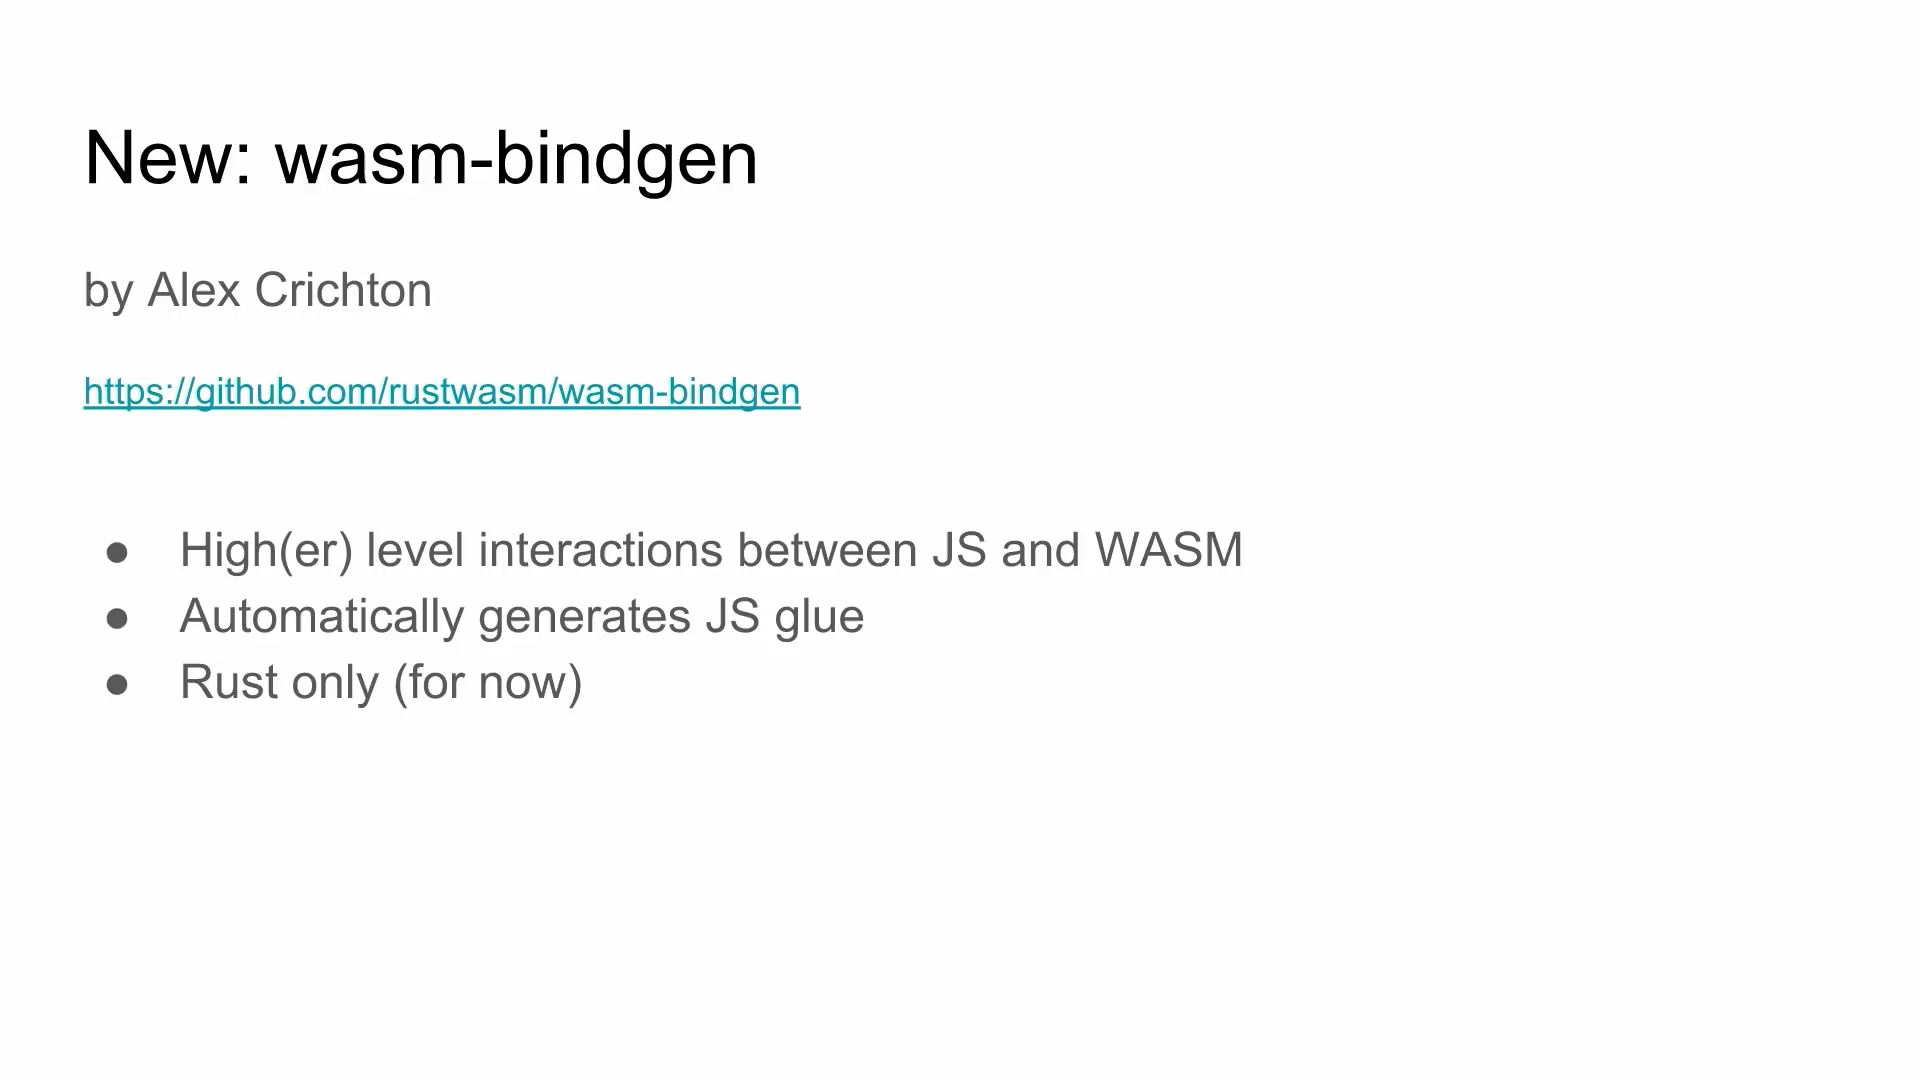 New: wasm-bindgen
by Alex Crichton
https://github.com/rustwasm/wasm-bindgen
● High(er) level interactions between JS and WASM
● Automatically generates JS glue
● Rust only (for now)